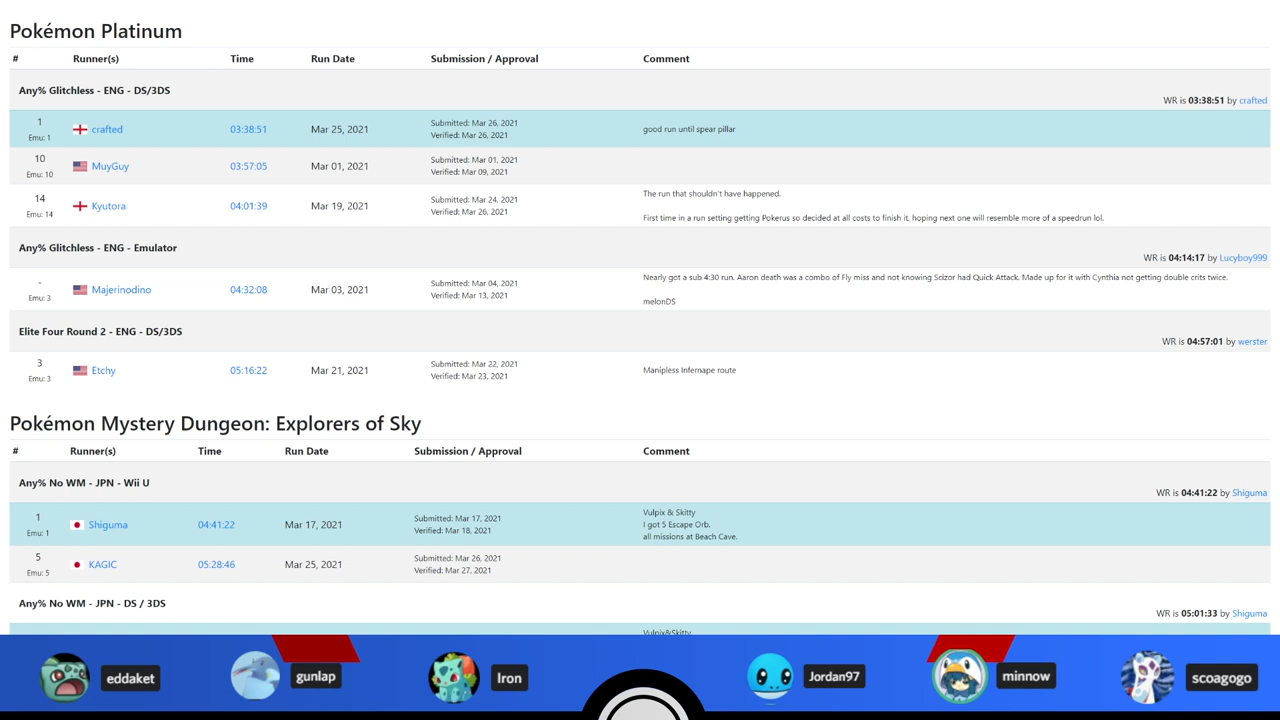 Pokémon Platinum
# Runner(s) Time Run Date Submission / Approval Comment
Any% Glitchless - ENG - DS/3DS
WR is 03:38:51 by crafted
1
Emu: 1
crafted 03:38:51 Mar 25, 2021
Submitted: Mar 26, 2021
Verified: Mar 26, 2021
good run until spear pillar
10
Emu: 10
MuyGuy 03:57:05 Mar 01, 2021
Submitted: Mar 01, 2021
Verified: Mar 09, 2021
14
Emu: 14
Kyutora 04:01:39 Mar 19, 2021
Submitted: Mar 24, 2021
Verified: Mar 26, 2021
The run that shouldn't have happened.
First time in a run setting getting Pokerus so decided at all costs to finish it, hoping next one will resemble more of a speedrun lol.
Any% Glitchless - ENG - Emulator
WR is 04:14:17 by Lucyboy999
-
Emu: 3
Majerinodino 04:32:08 Mar 03, 2021
Submitted: Mar 04, 2021
Verified: Mar 13, 2021
Nearly got a sub 4:30 run. Aaron death was a combo of Fly miss and not knowing Scizor had Quick Attack. Made up for it with Cynthia not getting double crits twice.
melonDS
Elite Four Round 2 - ENG - DS/3DS
WR is 04:57:01 by werster
3
Emu: 3
Etchy 05:16:22 Mar 21, 2021
Submitted: Mar 22, 2021
Verified: Mar 23, 2021
Manipless Infernape route
Pokémon Mystery Dungeon: Explorers of Sky
# Runner(s) Time Run Date Submission / Approval Comment
Any% No WM - JPN - Wii U
WR is 04:41:22 by Shiguma
1
Emu: 1
Shiguma 04:41:22 Mar 17, 2021
Submitted: Mar 17, 2021
Verified: Mar 18, 2021
Vulpix & Skitty
I got 5 Escape Orb.
all missions at Beach Cave.
5
Emu: 5
KAGIC 05:28:46 Mar 25, 2021
Submitted: Mar 26, 2021
Verified: Mar 27, 2021
Any% No WM - JPN - DS / 3DS
WR is 05:01:33 by Shiguma
Vulpix&Skitty
eddaket gunlap Iron Jordan97 minnow scoagogo